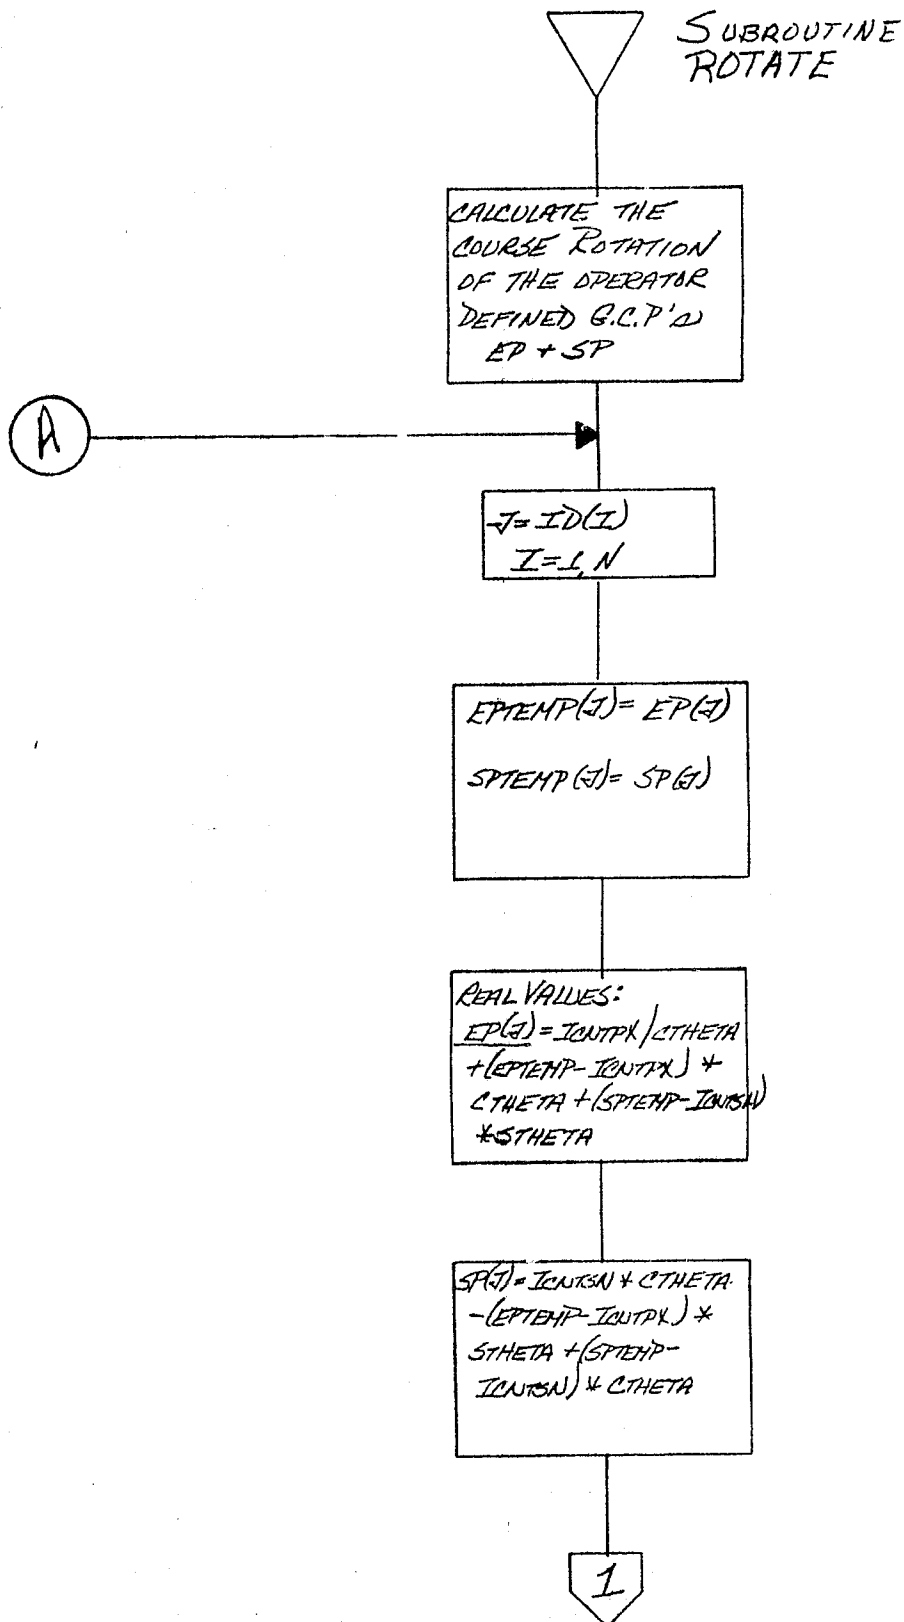 SUBROUTINE
ROTATE
CALCULATE THE
COURSE ROTATION
OF THE OPERATOR
DEFINED G.C.P's
EP + SP
A
J=ID(I)
I=1,N
EPTEMP(J)= EP(J)
SPTEMP(J)= SP(J)
REAL VALUES:
EP(J)=ICNTPX/CTHETA
+(EPTEMP-ICNTPX) *
CTHETA +(SPTEMP-ICNTSN)
*STHETA
SP(J)=ICNTSN * CTHETA
-(EPTEMP-ICNTPX) *
STHETA +(SPTEMP-
ICNTSN) * CTHETA
1